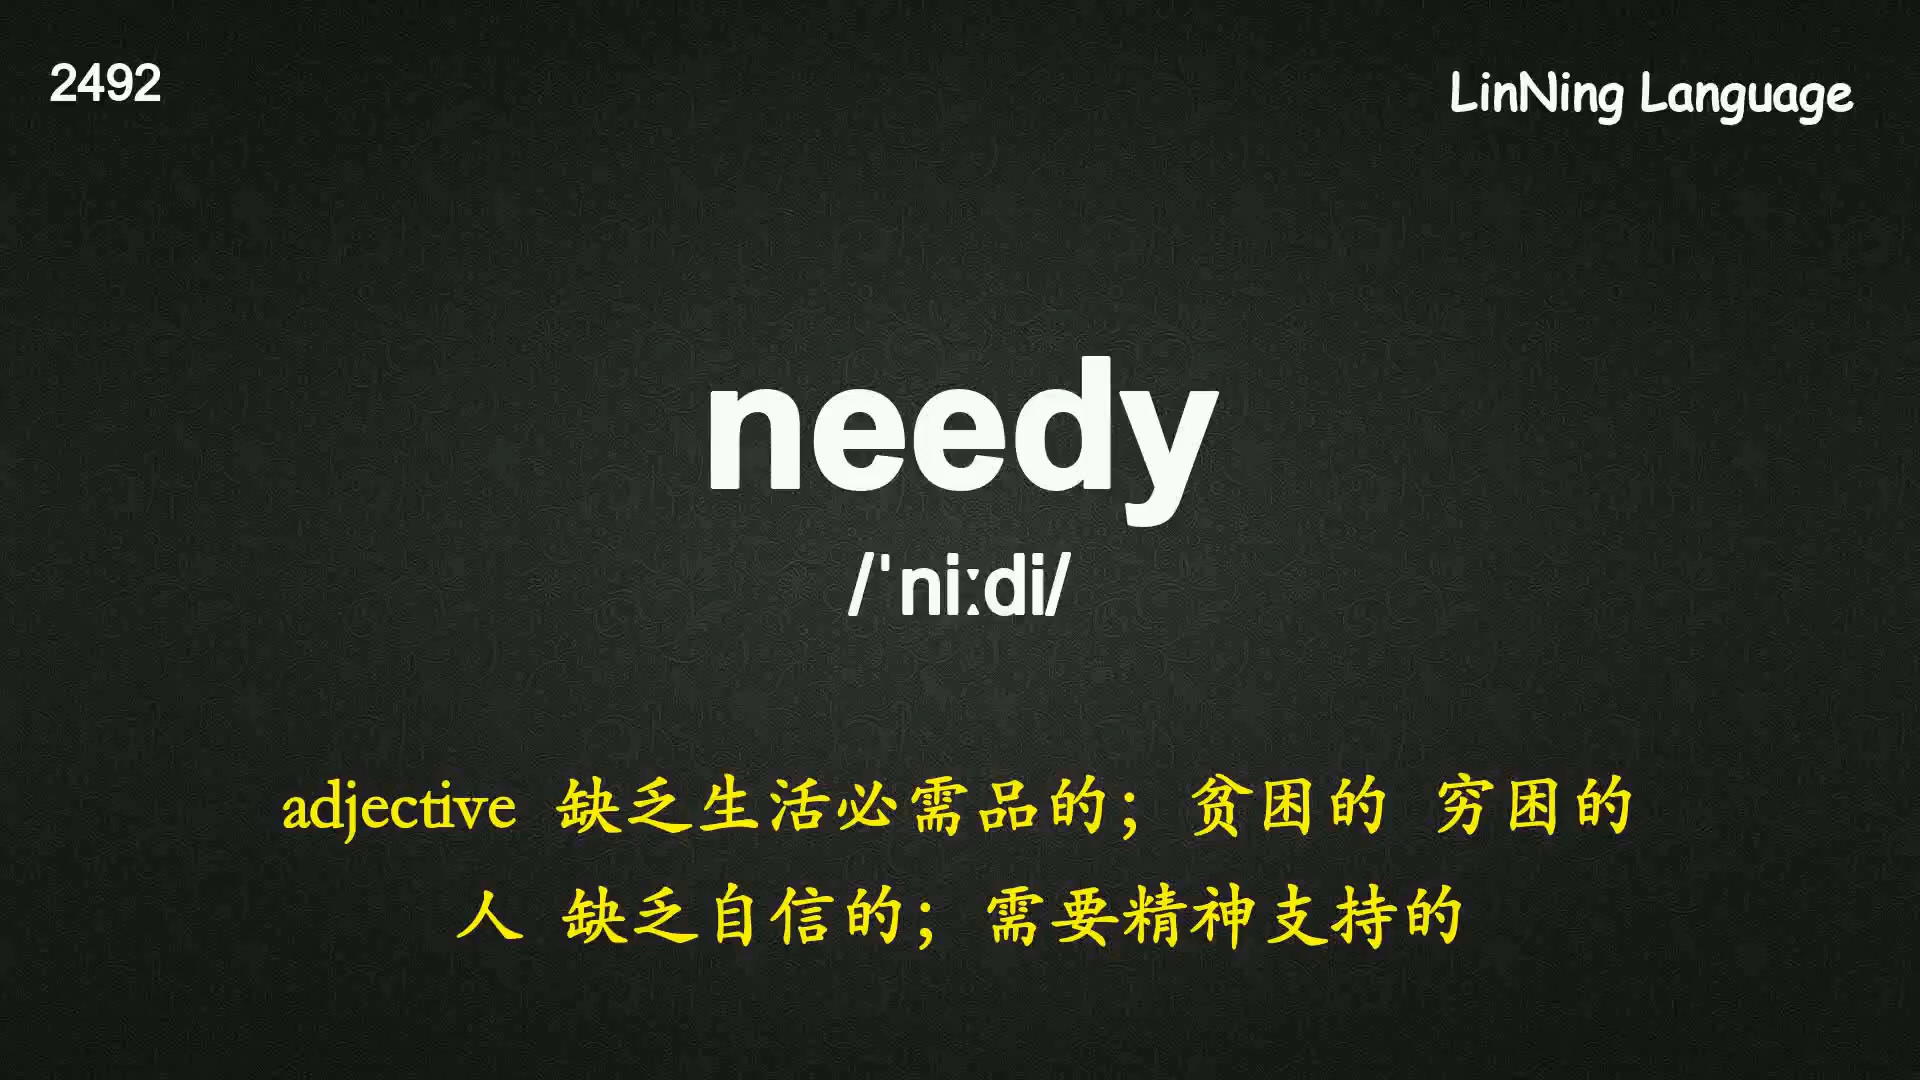 2492
LinNing Language
needy
/ˈniːdi/
adjective 缺乏生活必需品的；贫困的 穷困的
人 缺乏自信的；需要精神支持的